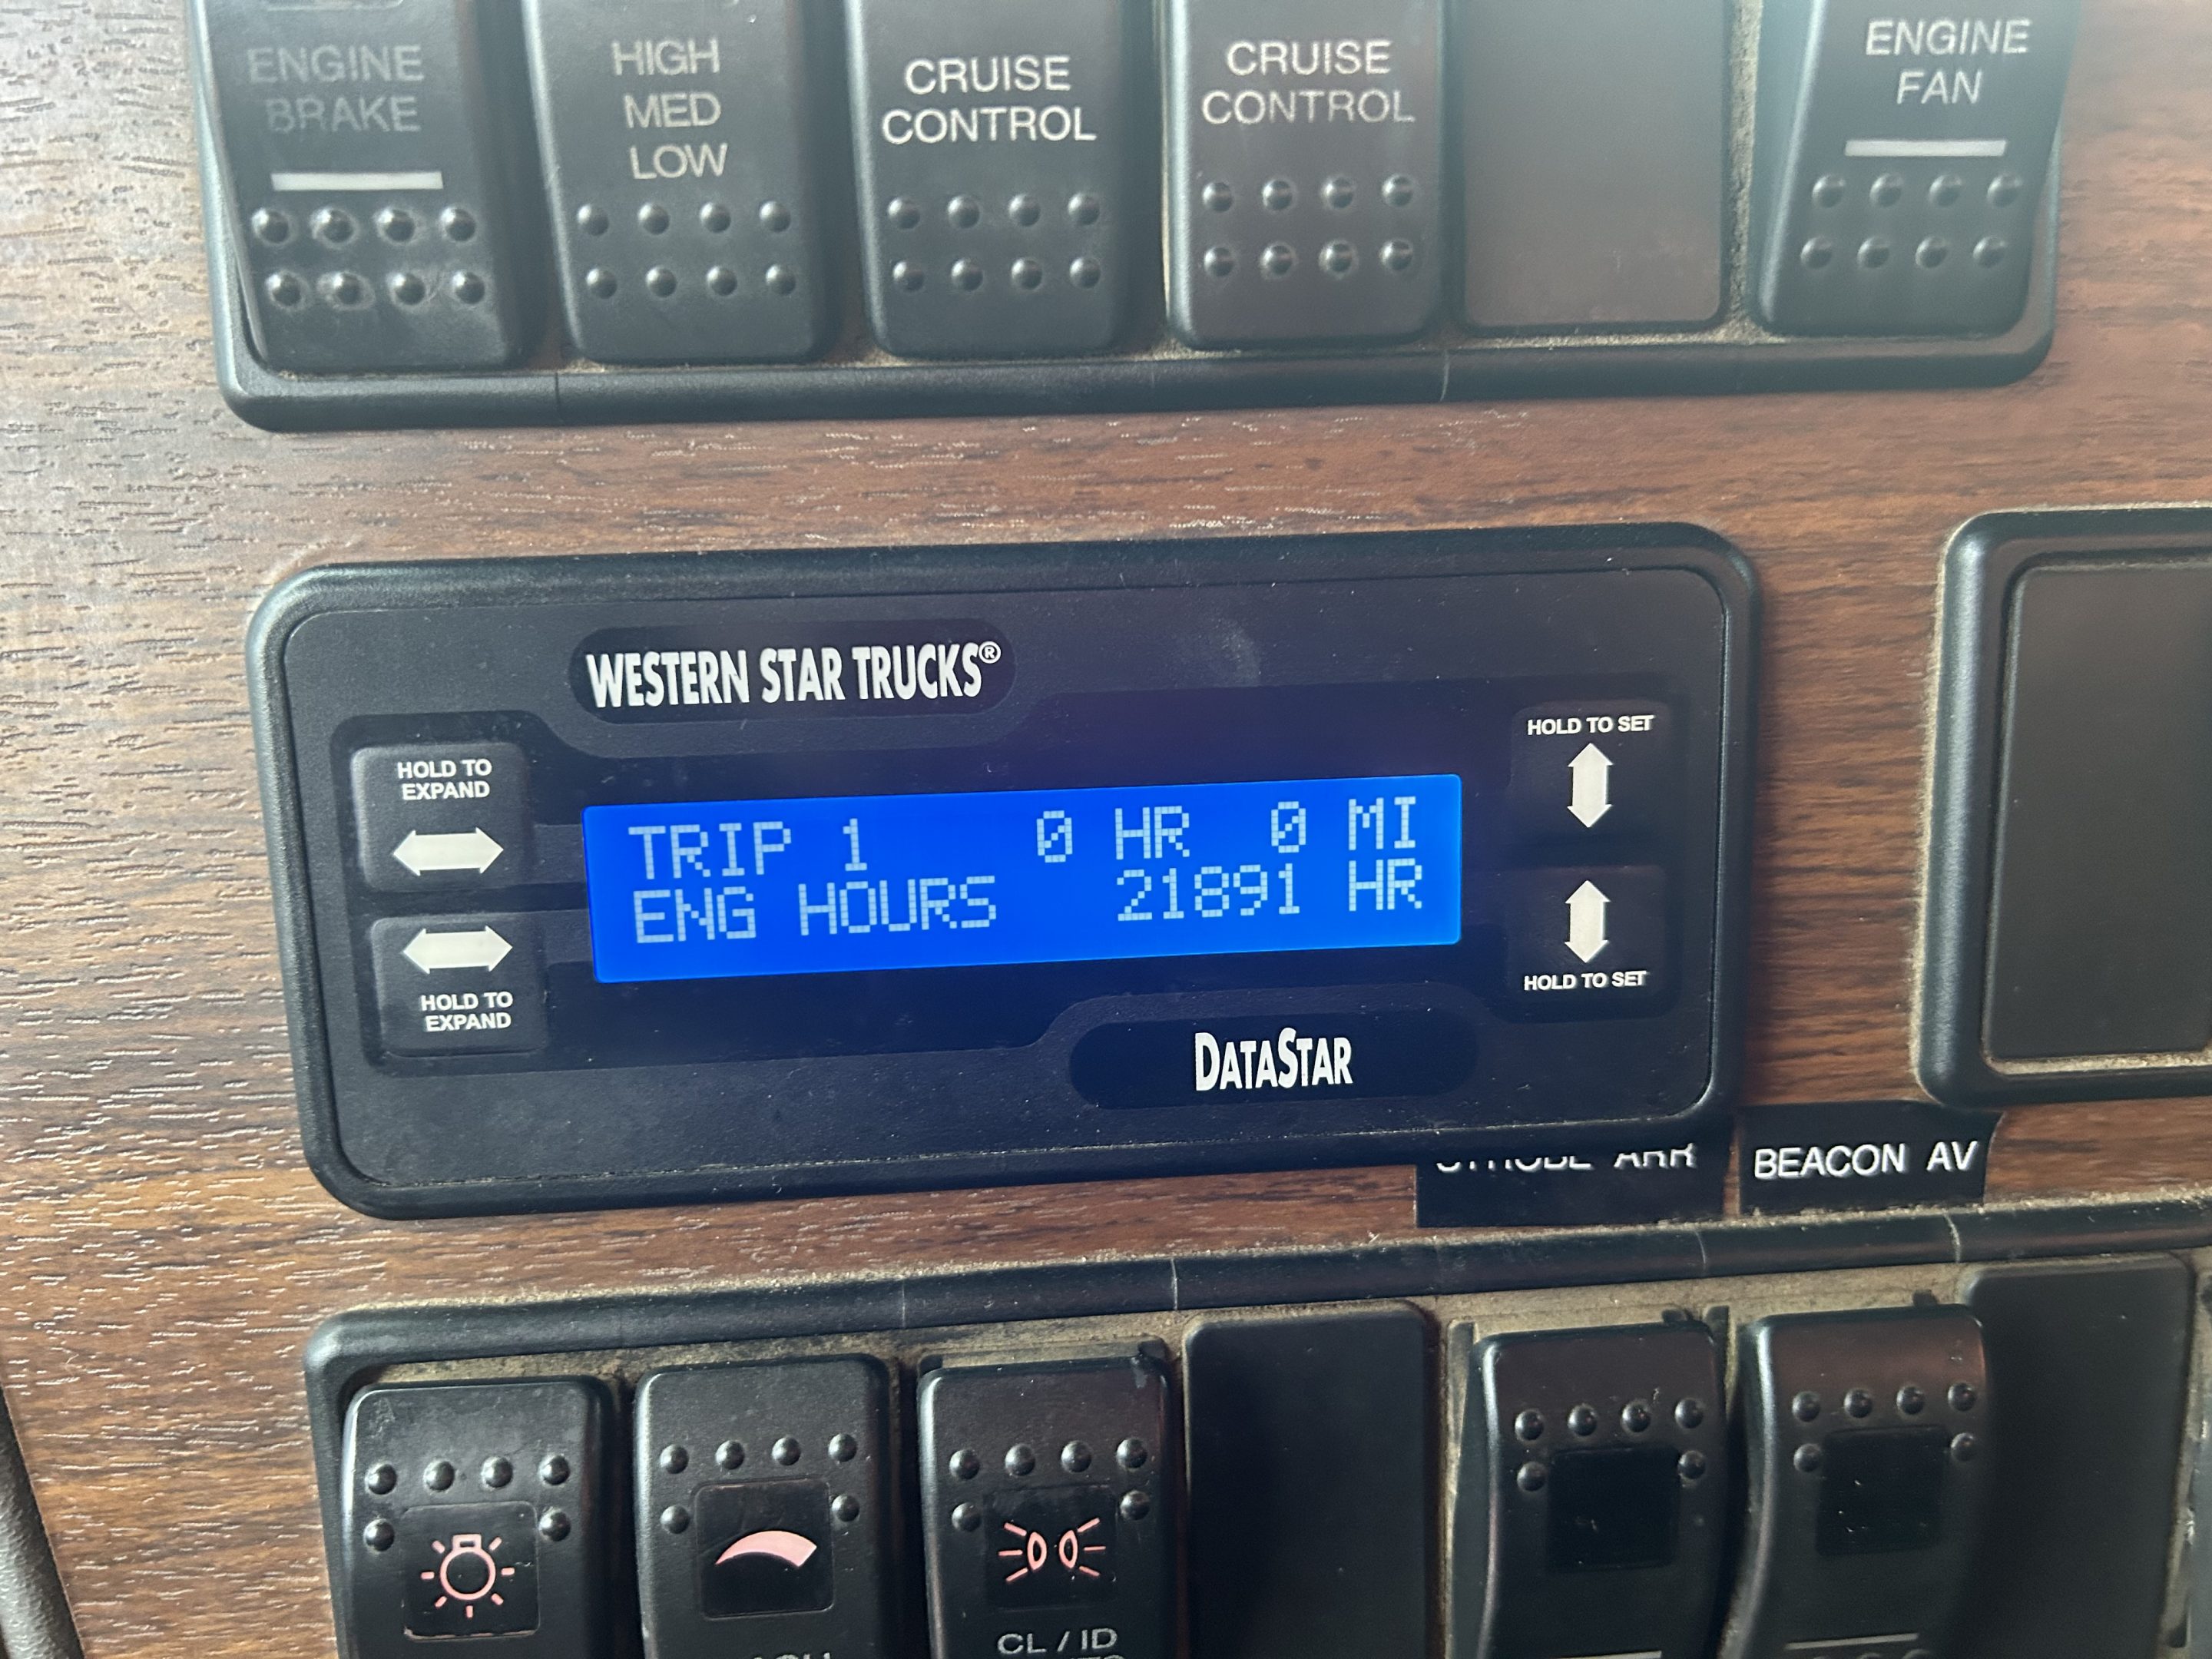 ENGINE
BRAKE
HIGH
MED
LOW
CRUISE
CONTROL
CRUISE
CONTROL
ENGINE
FAN
WESTERN STAR TRUCKS®
HOLD TO
EXPAND
HOLD TO SET
TRIP 1 0 HR 0 MI
ENG HOURS 21891 HR
HOLD TO
EXPAND
HOLD TO SET
DATASTAR
STROBE ARR
BEACON AV
CL / ID